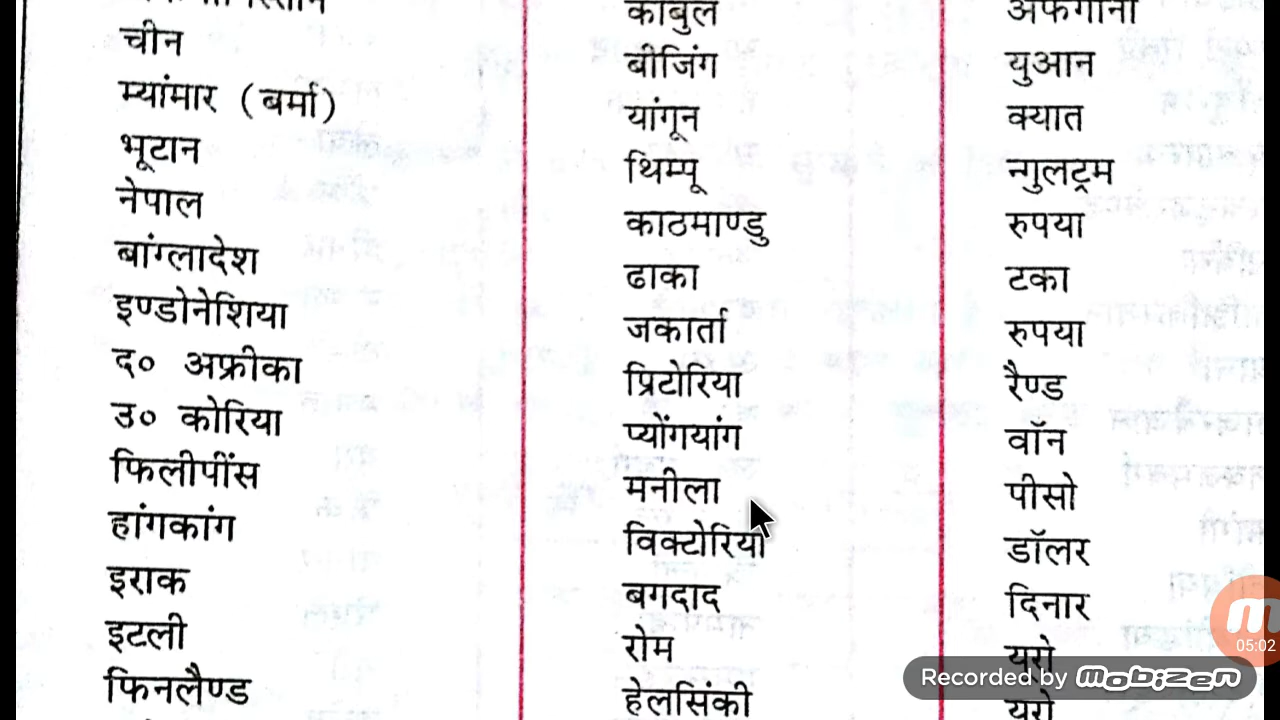 काबुल अफगानी
चीन बीजिंग युआन
म्यांमार (बर्मा) यांगून क्यात
भूटान थिम्पू न्गुलट्रम
नेपाल काठमाण्डु रुपया
बांग्लादेश ढाका टका
इण्डोनेशिया जकार्ता रुपया
द० अफ्रीका प्रिटोरिया रैण्ड
उ० कोरिया प्योंगयांग वॉन
फिलीपींस मनीला पीसो
हांगकांग विक्टोरिया डॉलर
इराक बगदाद दिनार
इटली रोम यूरो
फिनलैण्ड हेलसिंकी यूरो
05:02
Recorded by mobizen